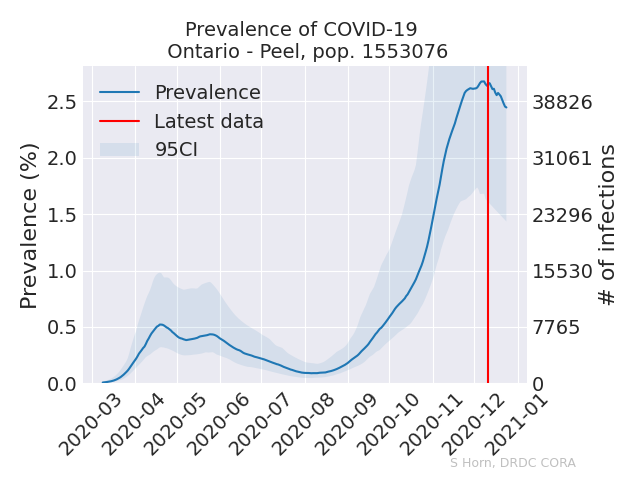 Prevalence of COVID-19
Ontario - Peel, pop. 1553076
Prevalence
Latest data
95CI
Prevalence (%)
2.5
2.0
1.5
1.0
0.5
0.0
38826
31061
23296
15530
7765
0
# of infections
2020-03
2020-04
2020-05
2020-06
2020-07
2020-08
2020-09
2020-10
2020-11
2020-12
2021-01
S Horn, DRDC CORA